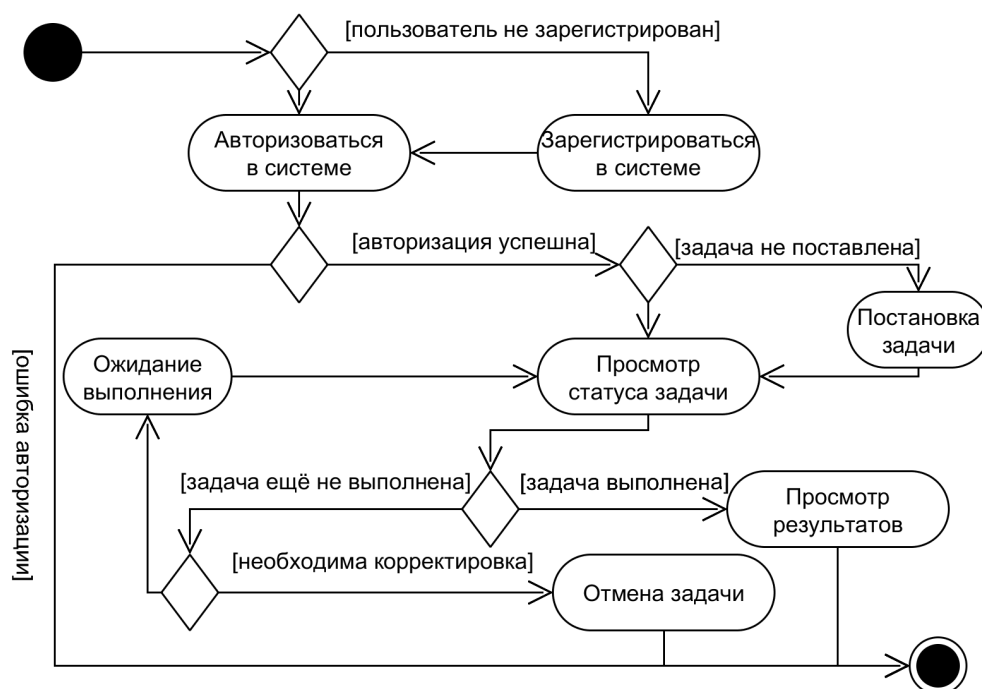 [пользователь не зарегистрирован]
Авторизоваться
в системе
Зарегистрироваться
в системе
[авторизация успешна]
[задача не поставлена]
Постановка
задачи
[ошибка авторизации]
Ожидание
выполнения
Просмотр
статуса задачи
[задача ещё не выполнена]
[задача выполнена]
Просмотр
результатов
[необходима корректировка]
Отмена задачи